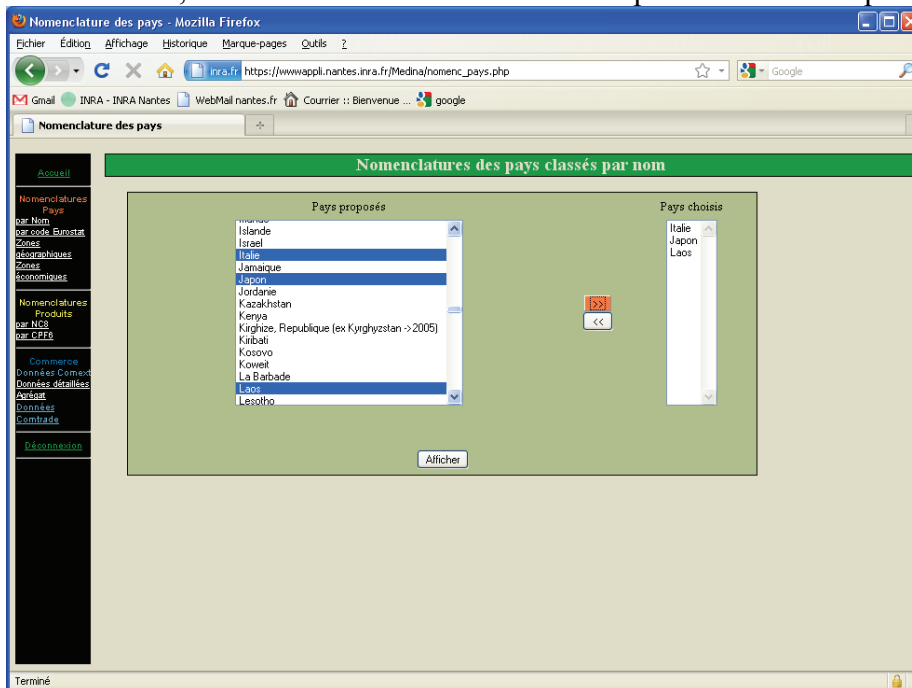 Nomenclature des pays - Mozilla Firefox
Fichier Édition Affichage Historique Marque-pages Outils ?
inra.fr https://wwwappli.nantes.inra.fr/Medina/nomenc_pays.php Google
Gmail INRA - INRA Nantes WebMail nantes.fr Courrier :: Bienvenue ... google
Nomenclature des pays
Nomenclatures des pays classés par nom
Accueil
Nomenclatures
Pays
par Nom
par code Eurostat
Zones
géographiques
Zones
économiques
Nomenclatures
Produits
par NC8
par CPF6
Commerce
Données Comext
Données détaillées
Agrégat
Données
Comtrade
Déconnexion
Pays proposés
Islande
Israel
Italie
Jamaique
Japon
Jordanie
Kazakhstan
Kenya
Kirghize, Republique (ex Kyrghyzstan ->2005)
Kiribati
Kosovo
Koweit
La Barbade
Laos
Lesotho
>>
<<
Pays choisis
Italie
Japon
Laos
Afficher
Terminé